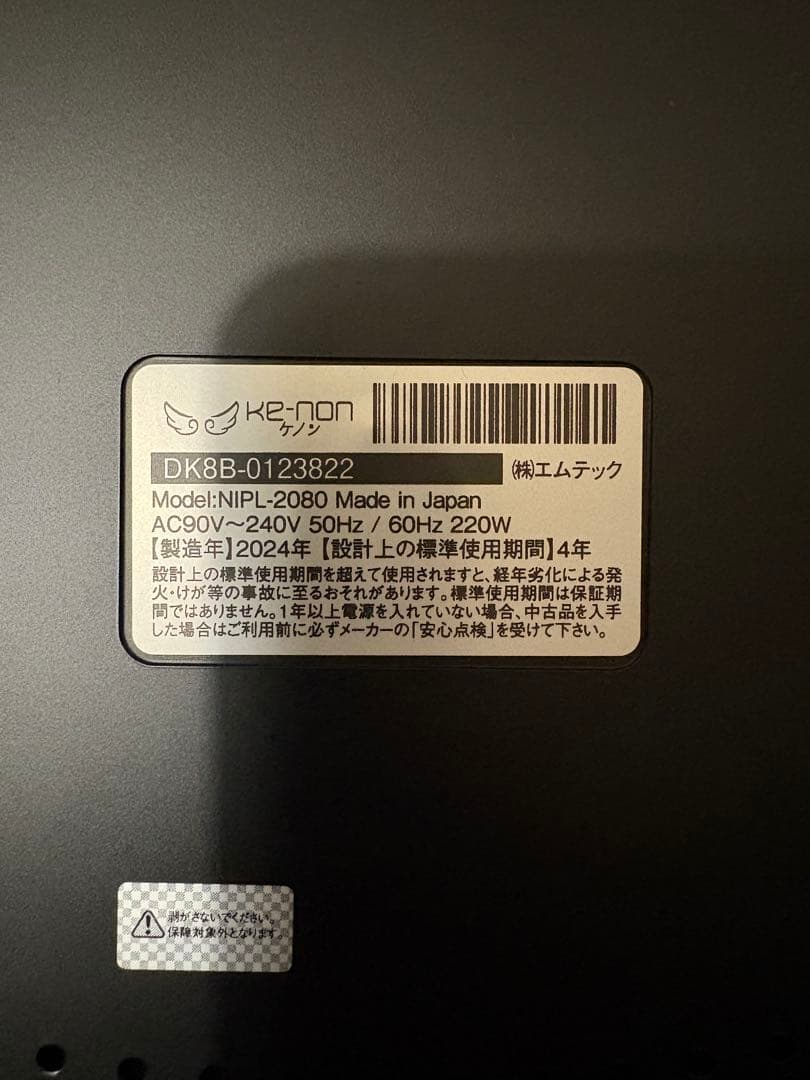 ke-non
ケノン
DK8B-0123822
㈱エムテック
Model:NIPL-2080 Made in Japan
AC90V～240V 50Hz / 60Hz 220W
【製造年】2024年【設計上の標準使用期間】4年
設計上の標準使用期間を超えて使用されますと、経年劣化による発
火・けが等の事故に至るおそれがあります。標準使用期間は保証期
間ではありません。1年以上電源を入れていない場合、中古品を入手
した場合はご利用前に必ずメーカーの「安心点検」を受けて下さい。
剥がさないでください。
保障対象外となります。